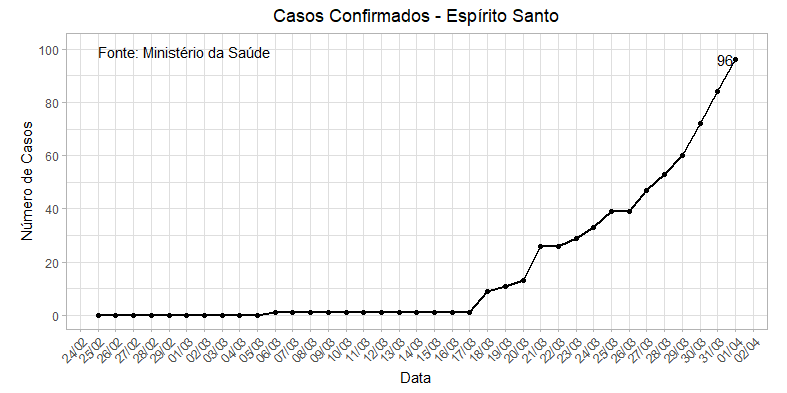 Casos Confirmados - Espírito Santo
Fonte: Ministério da Saúde
96
100
80
60
40
20
0
Número de Casos
24/02 25/02 26/02 27/02 28/02 29/02 01/03 02/03 03/03 04/03 05/03 06/03 07/03 08/03 09/03 10/03 11/03 12/03 13/03 14/03 15/03 16/03 17/03 18/03 19/03 20/03 21/03 22/03 23/03 24/03 25/03 26/03 27/03 28/03 29/03 30/03 31/03 01/04 02/04
Data